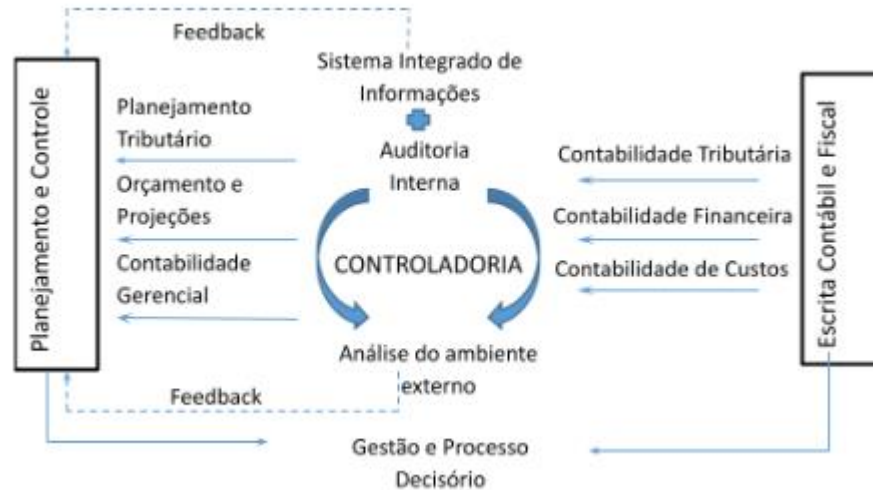 Feedback
Sistema Integrado de
Informações
Planejamento e Controle
Planejamento
Tributário
Orçamento e
Projeções
Contabilidade
Gerencial
Auditoria
Interna
CONTROLADORIA
Análise do ambiente
externo
Contabilidade Tributária
Contabilidade Financeira
Contabilidade de Custos
Escrita Contábil e Fiscal
Feedback
Gestão e Processo
Decisório